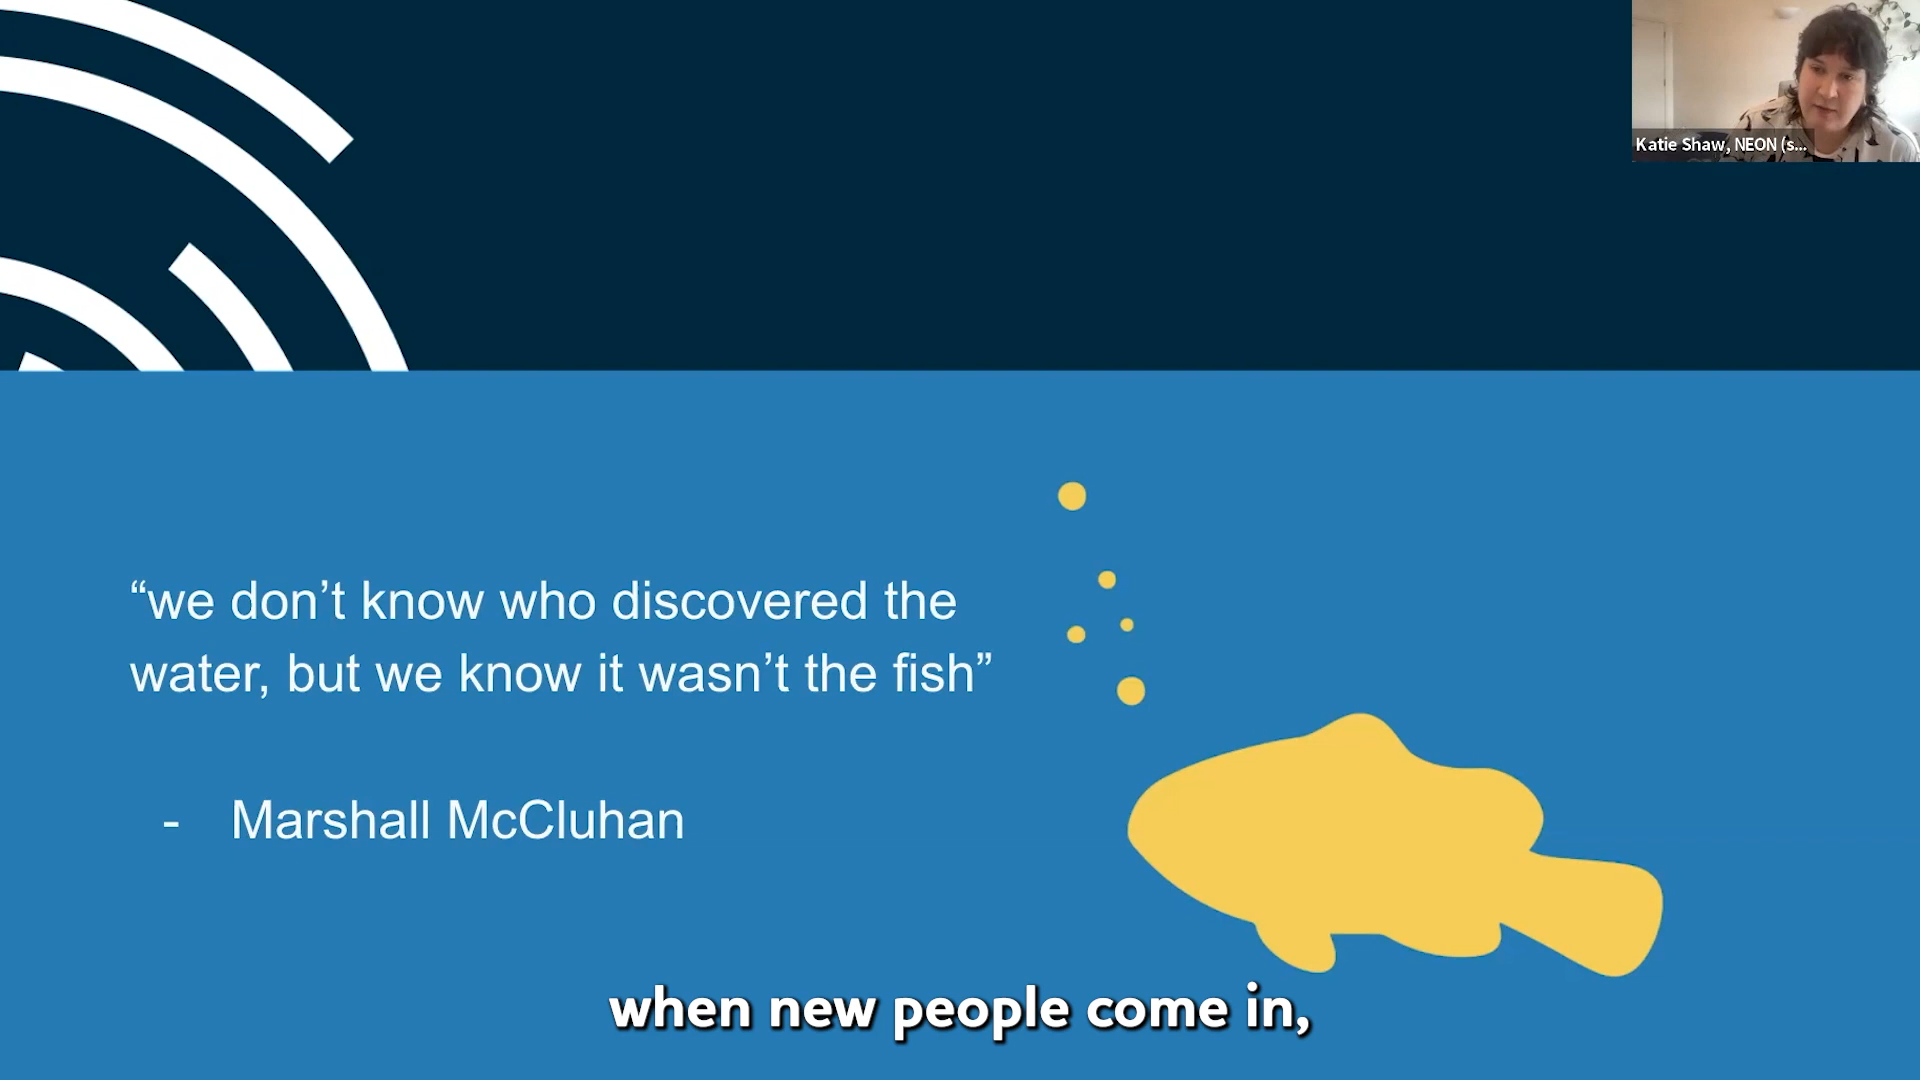 Katie Shaw, NEON (s...
“we don’t know who discovered the
water, but we know it wasn’t the fish”
- Marshall McCluhan
when new people come in,